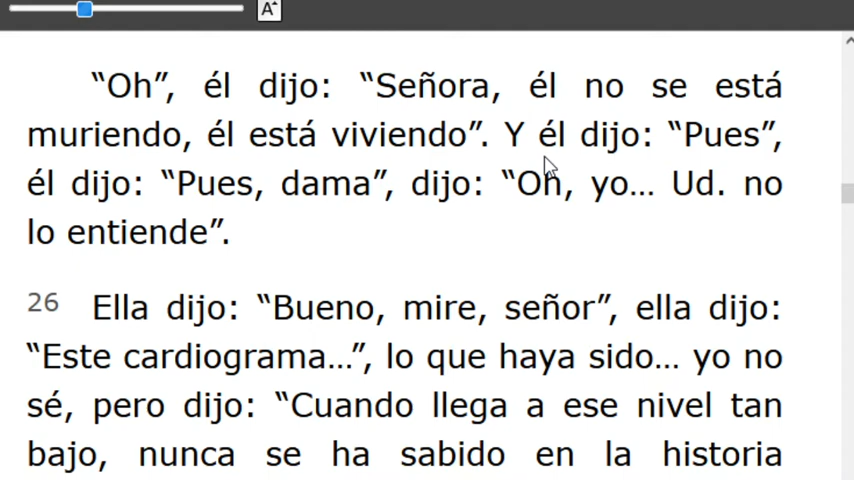 A
“Oh”, él dijo: “Señora, él no se está
muriendo, él está viviendo”. Y él dijo: “Pues”,
él dijo: “Pues, dama”, dijo: “Oh, yo… Ud. no
lo entiende”.
26 Ella dijo: “Bueno, mire, señor”, ella dijo:
“Este cardiograma…”, lo que haya sido… yo no
sé, pero dijo: “Cuando llega a ese nivel tan
bajo, nunca se ha sabido en la historia